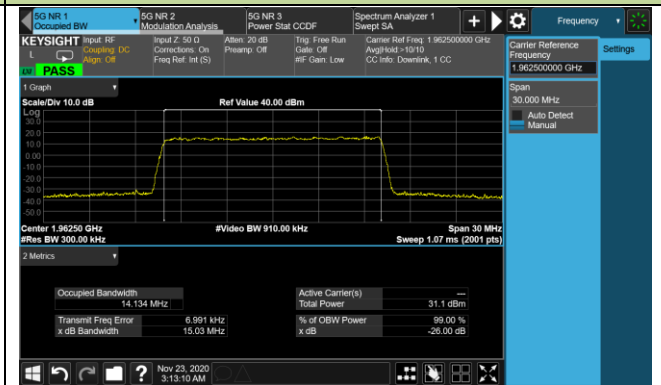 5G NR 1
Occupied BW
5G NR 2
Modulation Analysis
5G NR 3
Power Stat CCDF
Spectrum Analyzer 1
Swept SA
Frequency
KEYSIGHT
L
Input: RF
Coupling: DC
Align: Off
Input Z: 50 Ω
Corrections: On
Freq Ref: Int (S)
Atten: 20 dB
Preamp: Off
Trig: Free Run
Gate: Off
#IF Gain: Low
Carrier Ref Freq: 1.962500000 GHz
Avg|Hold:>10/10
CC Info: Downlink, 1 CC
PASS
Carrier Reference
Frequency
1.962500000 GHz
Settings
Span
30.000 MHz
Auto Detect
Manual
1 Graph
Scale/Div 10.0 dB
Ref Value 40.00 dBm
Log
30.0
20.0
10.0
0.00
-10.0
-20.0
-30.0
-40.0
-50.0
Center 1.96250 GHz
#Video BW 910.00 kHz
Span 30 MHz
#Res BW 300.00 kHz
Sweep 1.07 ms (2001 pts)
2 Metrics
Occupied Bandwidth
14.134 MHz
Active Carrier(s)
---
Total Power
31.1 dBm
Transmit Freq Error
6.991 kHz
% of OBW Power
99.00 %
x dB Bandwidth
15.03 MHz
x dB
-26.00 dB
Nov 23, 2020
3:13:10 AM